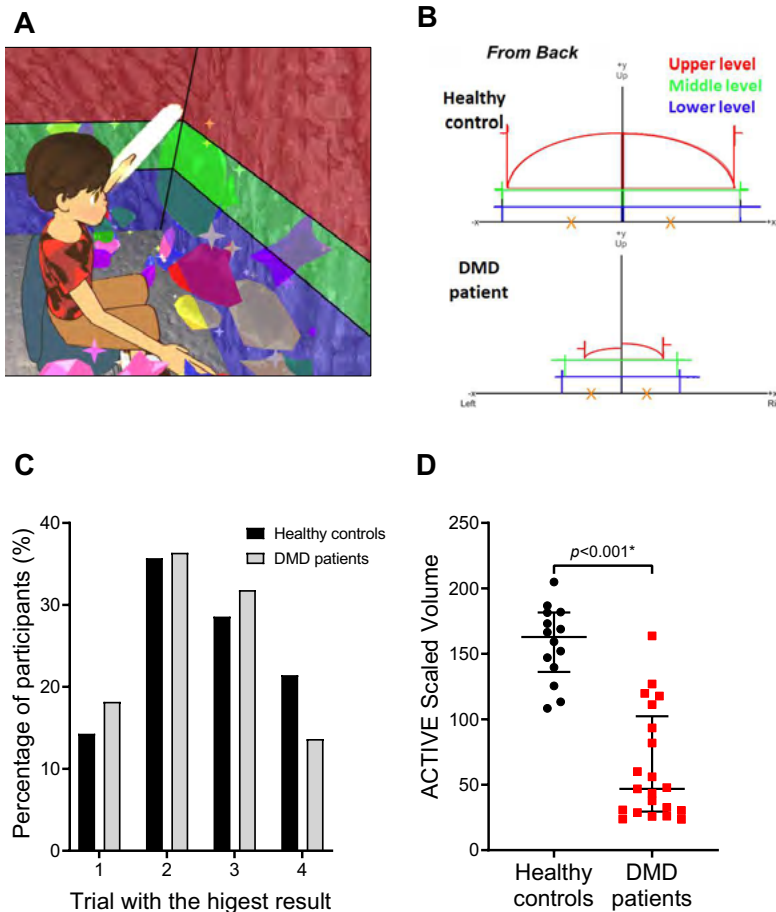 A
B
From Back
+y
Up
Upper level
Middle level
Lower level
Healthy
control
-x
+x
+y
Up
DMD
patient
-x
Left
+x
Ri
C
Percentage of participants (%)
40
30
20
10
0
Healthy controls
DMD patients
1 2 3 4
Trial with the higest result
D
ACTIVE Scaled Volume
250
200
150
100
50
0
p<0.001*
Healthy
controls
DMD
patients